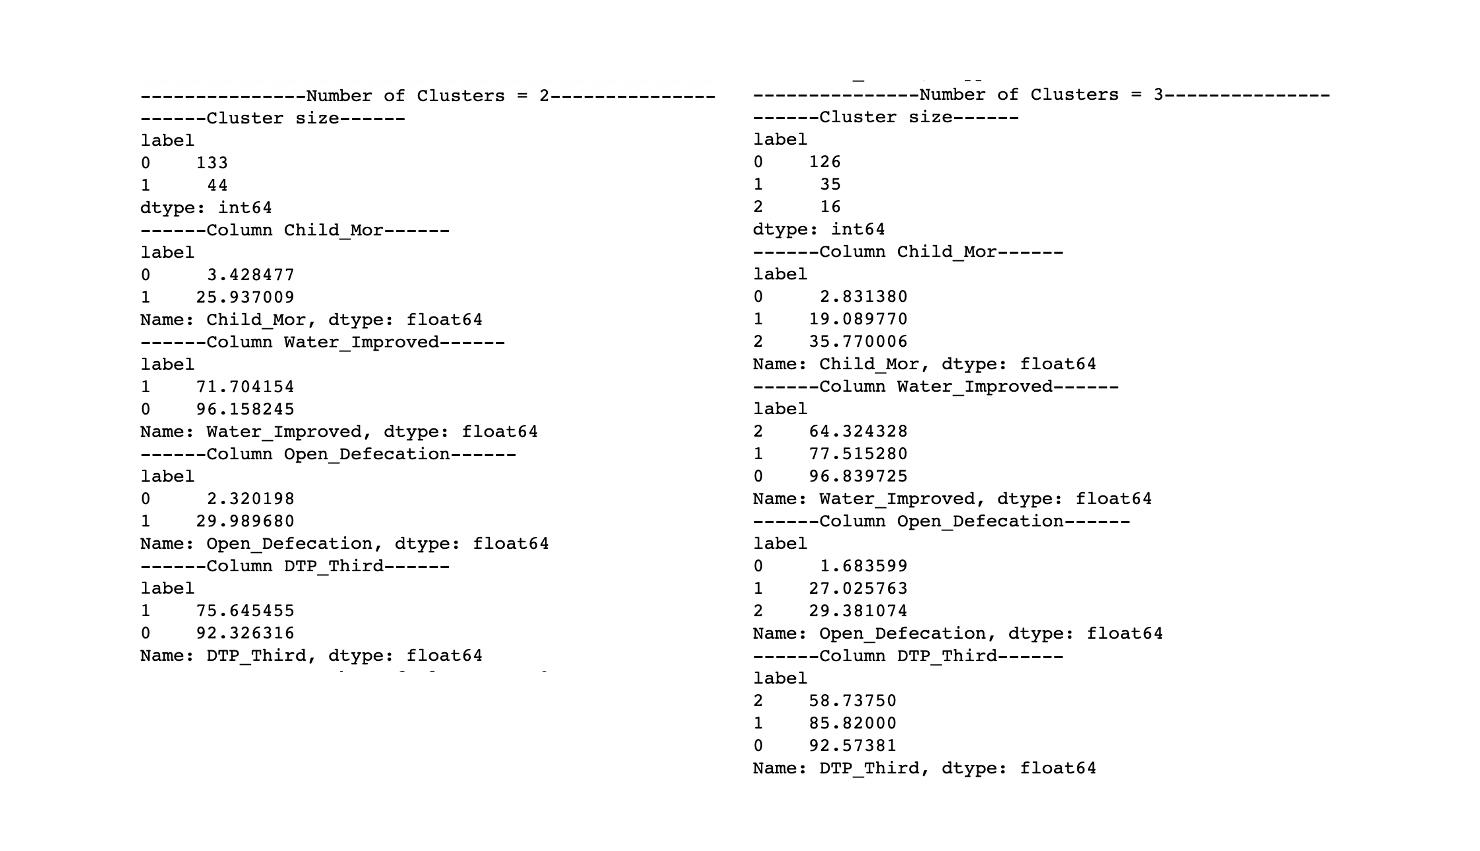 ---------------Number of Clusters = 2---------------
------Cluster size------
label
0     133
1      44
dtype: int64
------Column Child_Mor------
label
0      3.428477
1     25.937009
Name: Child_Mor, dtype: float64
------Column Water_Improved------
label
1     71.704154
0     96.158245
Name: Water_Improved, dtype: float64
------Column Open_Defecation------
label
0      2.320198
1     29.989680
Name: Open_Defecation, dtype: float64
------Column DTP_Third------
label
1     75.645455
0     92.326316
Name: DTP_Third, dtype: float64
---------------Number of Clusters = 3---------------
------Cluster size------
label
0     126
1      35
2      16
dtype: int64
------Column Child_Mor------
label
0      2.831380
1     19.089770
2     35.770006
Name: Child_Mor, dtype: float64
------Column Water_Improved------
label
2     64.324328
1     77.515280
0     96.839725
Name: Water_Improved, dtype: float64
------Column Open_Defecation------
label
0      1.683599
1     27.025763
2     29.381074
Name: Open_Defecation, dtype: float64
------Column DTP_Third------
label
2     58.73750
1     85.82000
0     92.57381
Name: DTP_Third, dtype: float64